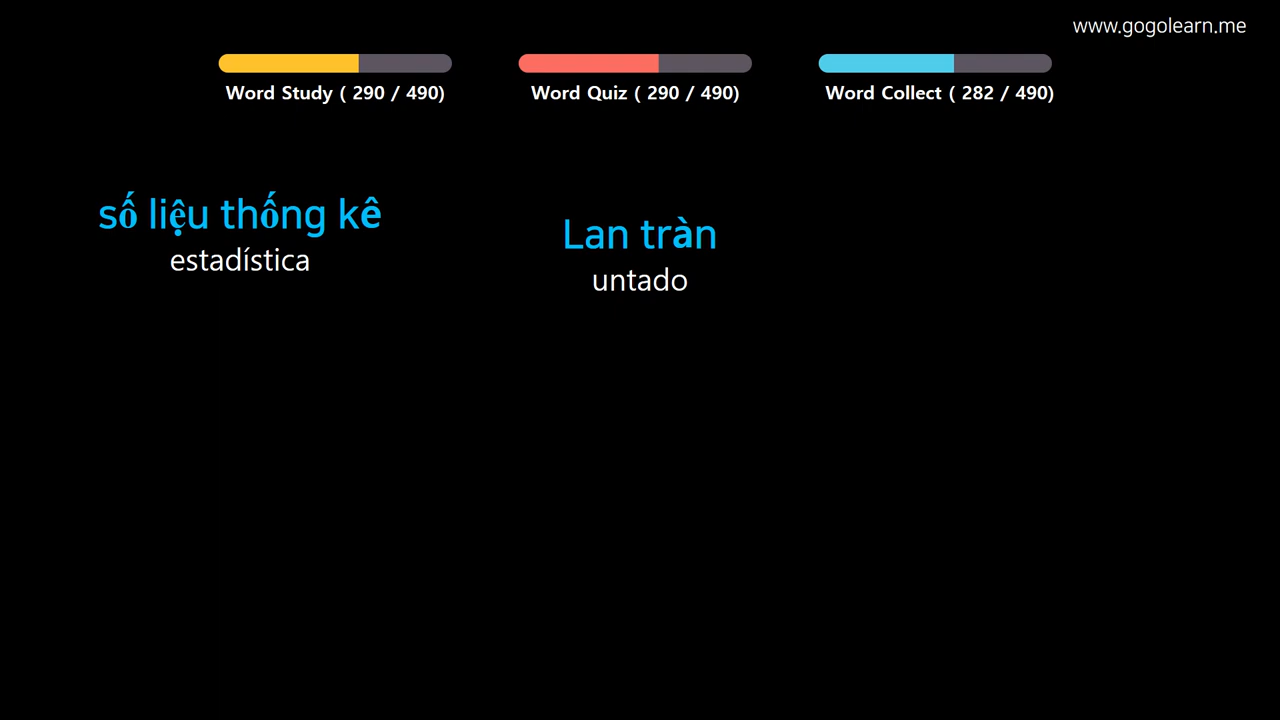 www.gogolearn.me
Word Study ( 290 / 490)
Word Quiz ( 290 / 490)
Word Collect ( 282 / 490)
số liệu thống kê
estadística
Lan tràn
untado